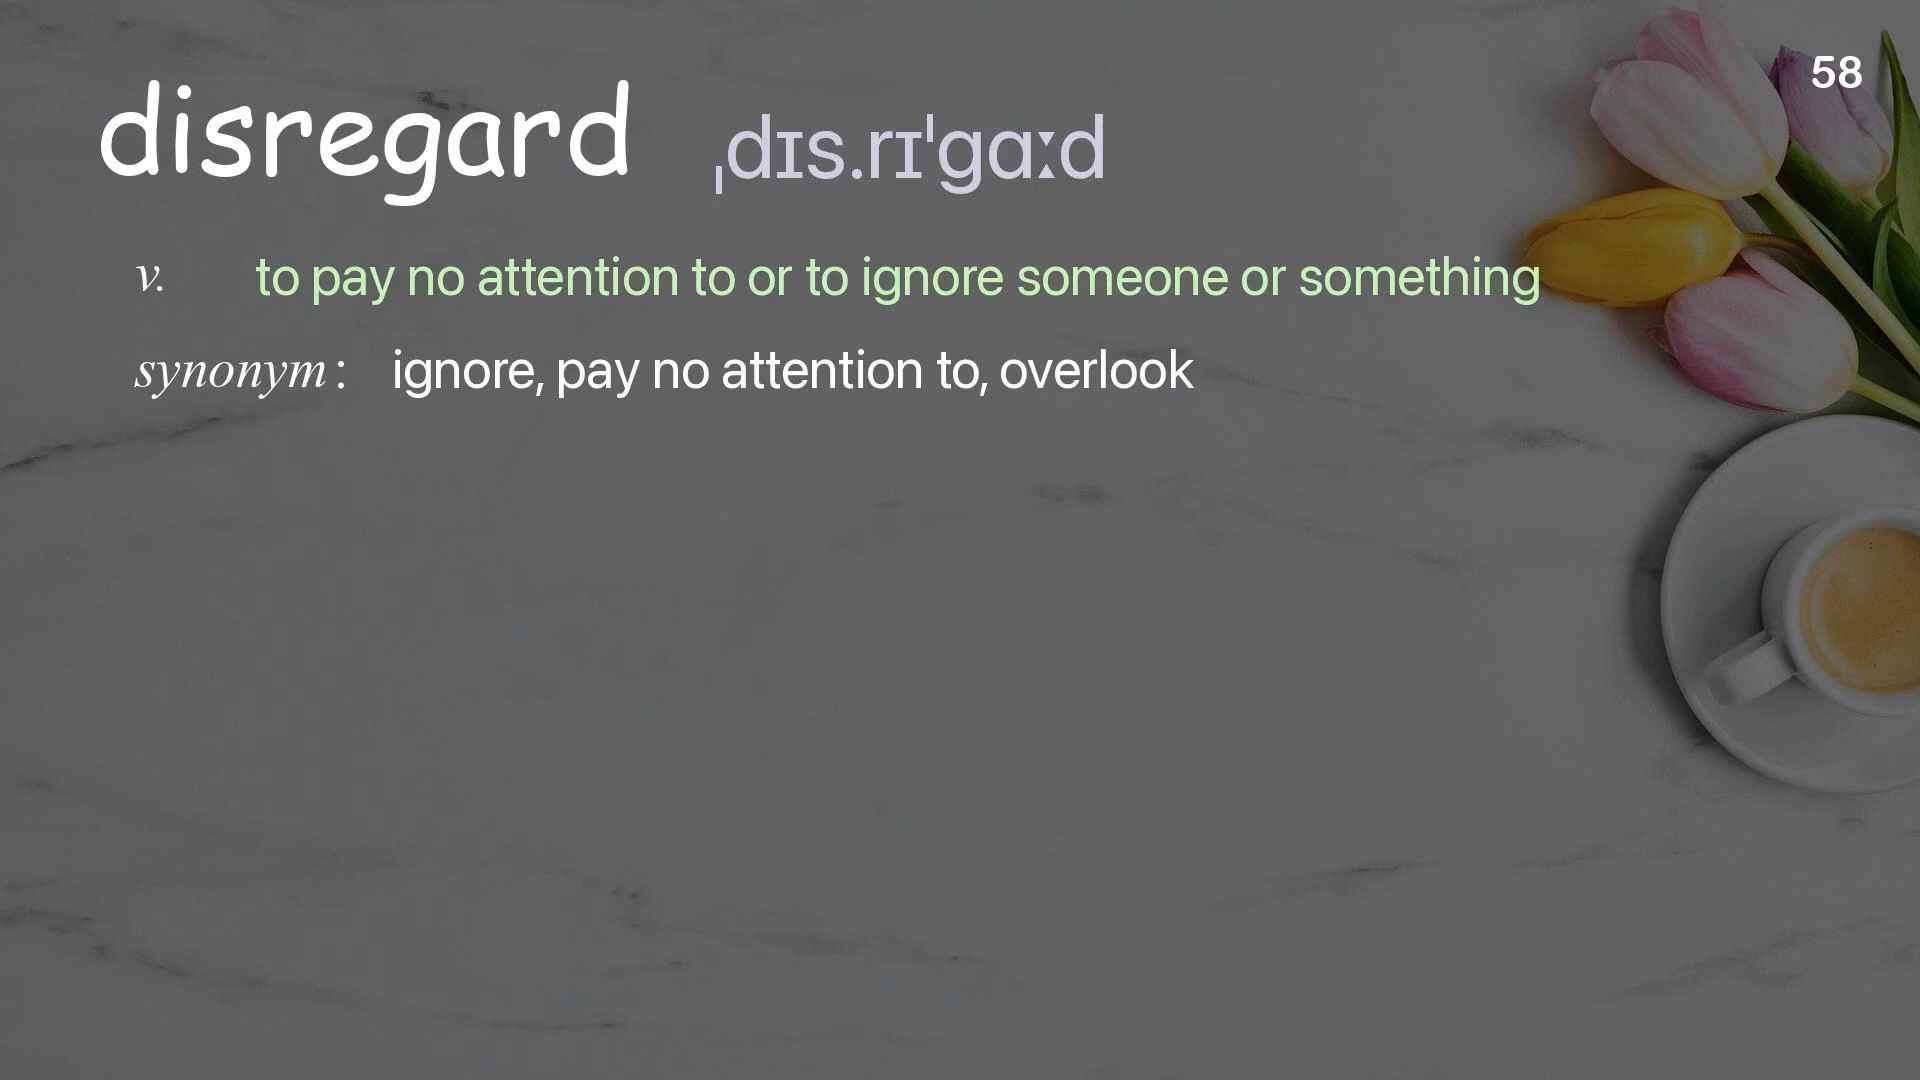 58
disregard ˌdɪs.rɪˈɡɑːd
v. to pay no attention to or to ignore someone or something
synonym : ignore, pay no attention to, overlook